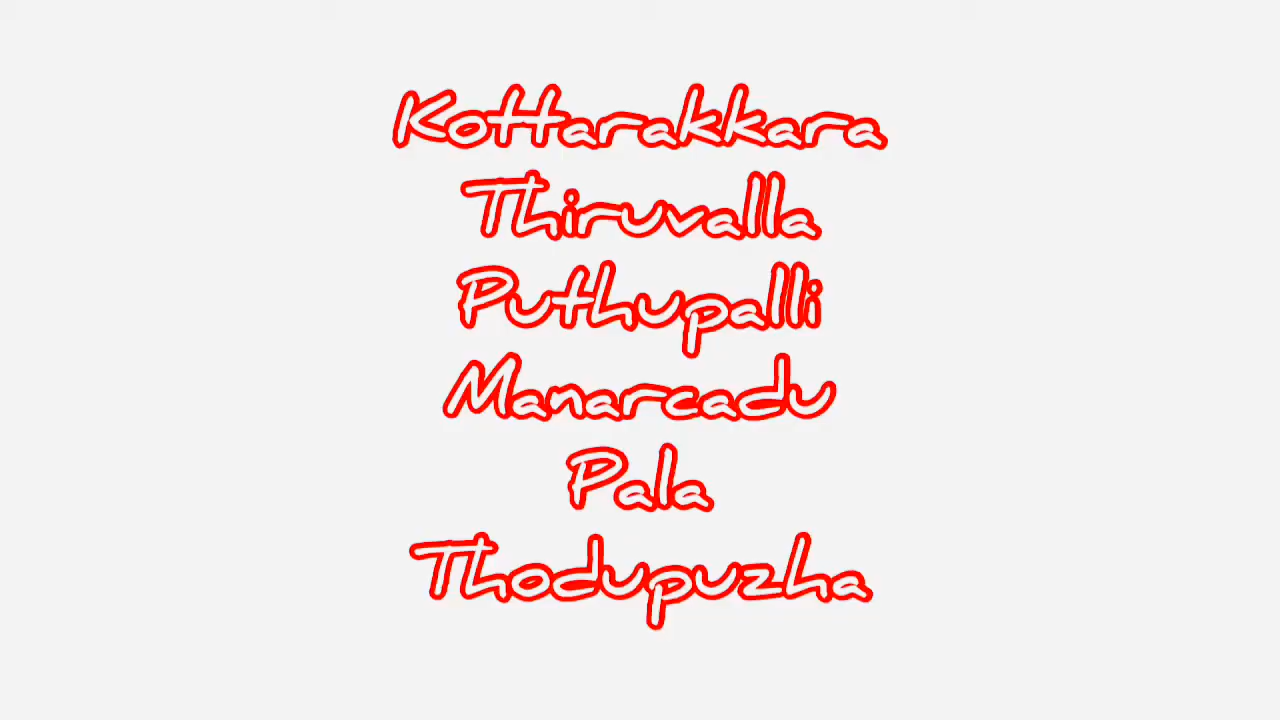 Kottarakkara
Thiruvalla
Puthupalli
Manarcadu
Pala
Thodupuzha